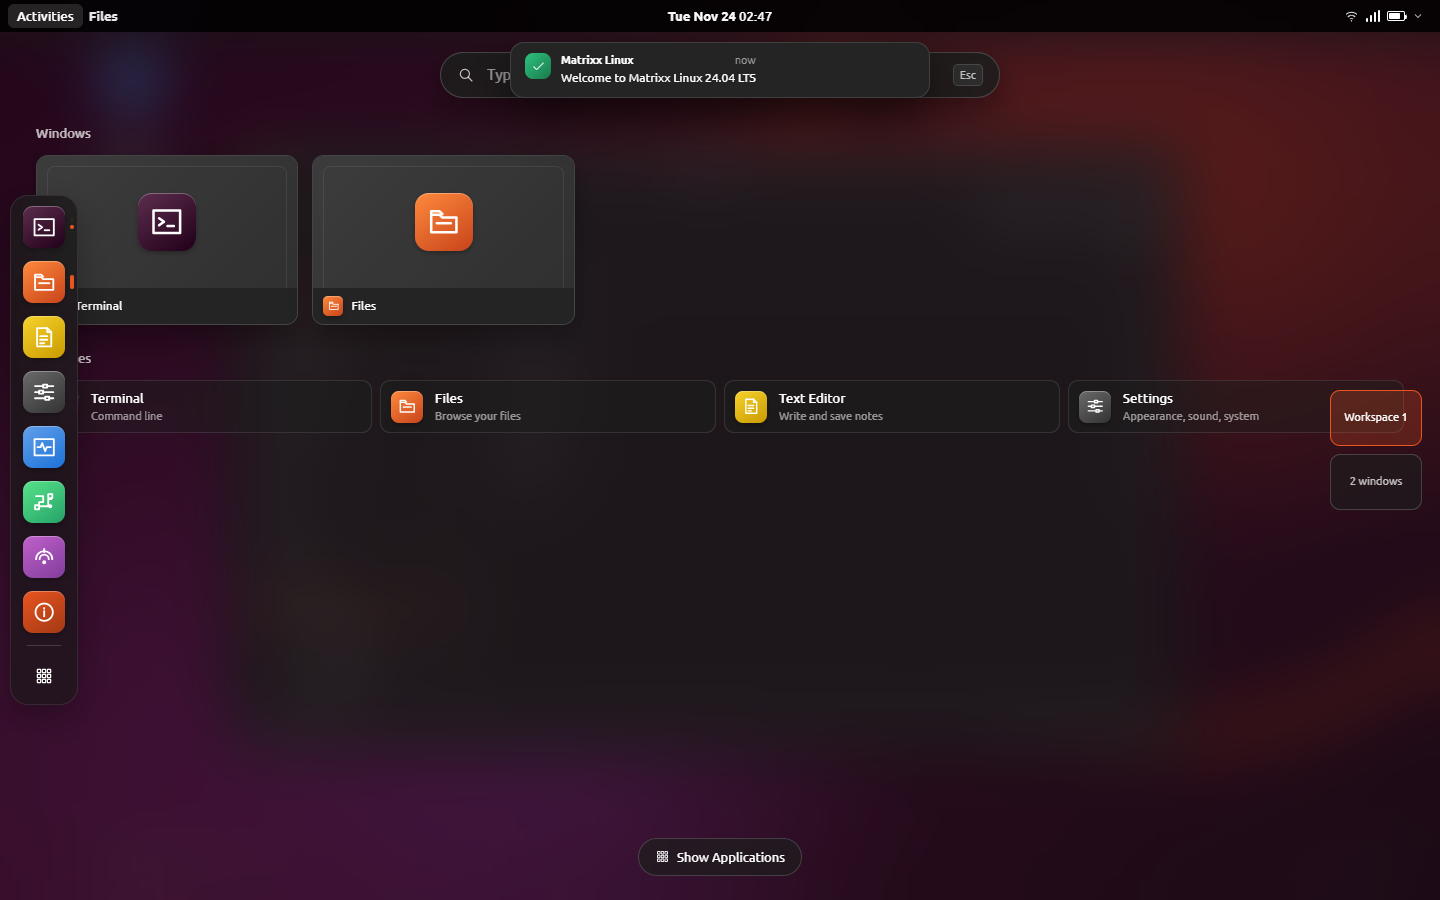 Activities Files
Tue Nov 24 02:47
Typ
Matrixx Linux now
Welcome to Matrixx Linux 24.04 LTS
Esc
Windows
Terminal
Files
es
Terminal
Command line
Files
Browse your files
Text Editor
Write and save notes
Settings
Appearance, sound, system
Workspace 1
2 windows
Show Applications